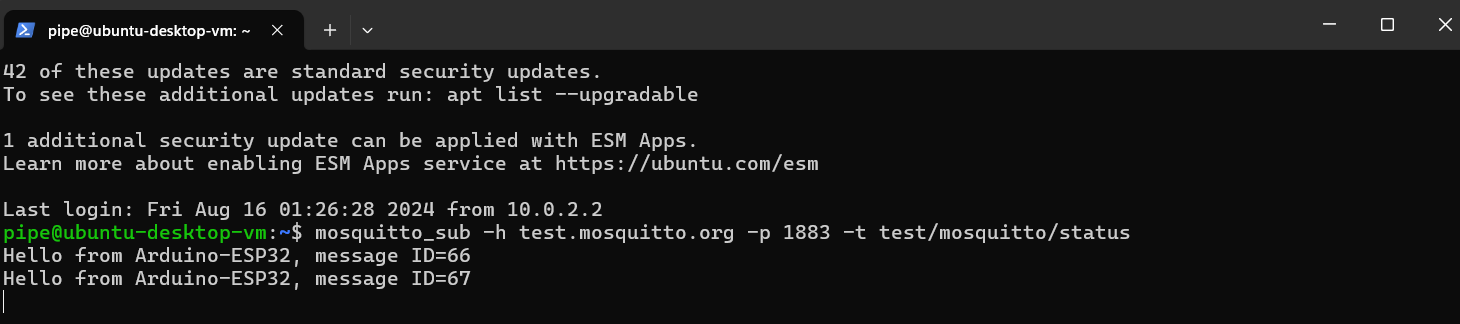 pipe@ubuntu-desktop-vm: ~
42 of these updates are standard security updates.
To see these additional updates run: apt list --upgradable
1 additional security update can be applied with ESM Apps.
Learn more about enabling ESM Apps service at https://ubuntu.com/esm
Last login: Fri Aug 16 01:26:28 2024 from 10.0.2.2
pipe@ubuntu-desktop-vm:~$ mosquitto_sub -h test.mosquitto.org -p 1883 -t test/mosquitto/status
Hello from Arduino-ESP32, message ID=66
Hello from Arduino-ESP32, message ID=67